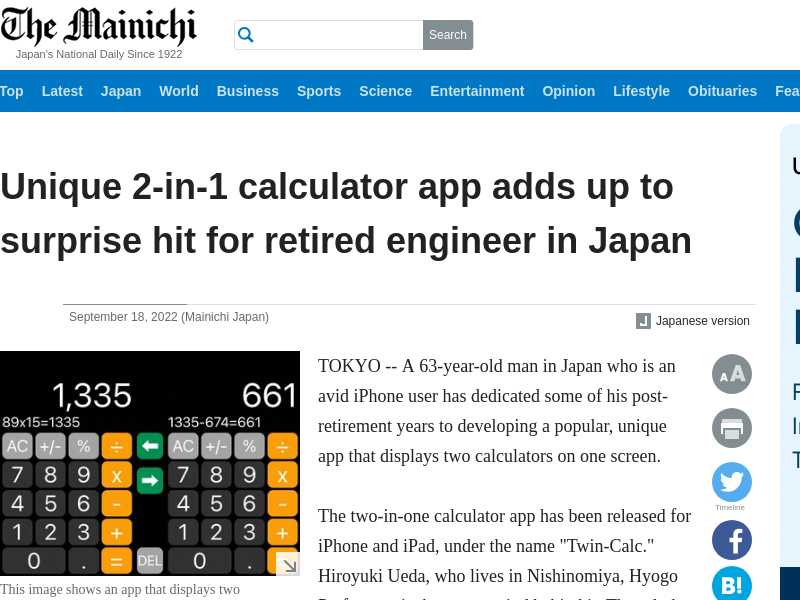 The Mainichi
Japan's National Daily Since 1922
Search
Top Latest Japan World Business Sports Science Entertainment Opinion Lifestyle Obituaries Fea
Unique 2-in-1 calculator app adds up to
surprise hit for retired engineer in Japan
September 18, 2022 (Mainichi Japan)
Japanese version
1,335 661
89x15=1335 1335-674=661
AC +/- % ÷ AC +/- % ÷
7 8 9 x 7 8 9 x
4 5 6 - 4 5 6 -
1 2 3 + 1 2 3 +
0 . = DEL 0 .
This image shows an app that displays two
TOKYO -- A 63-year-old man in Japan who is an
avid iPhone user has dedicated some of his post-
retirement years to developing a popular, unique
app that displays two calculators on one screen.
The two-in-one calculator app has been released for
iPhone and iPad, under the name "Twin-Calc."
Hiroyuki Ueda, who lives in Nishinomiya, Hyogo
AA
Timeline
f
B!